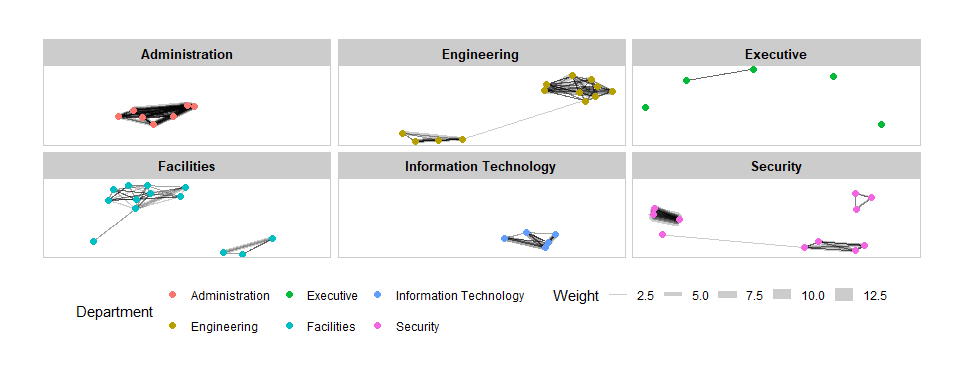 Administration
Engineering
Executive
Facilities
Information Technology
Security
Department
Administration
Executive
Information Technology
Engineering
Facilities
Security
Weight
2.5
5.0
7.5
10.0
12.5